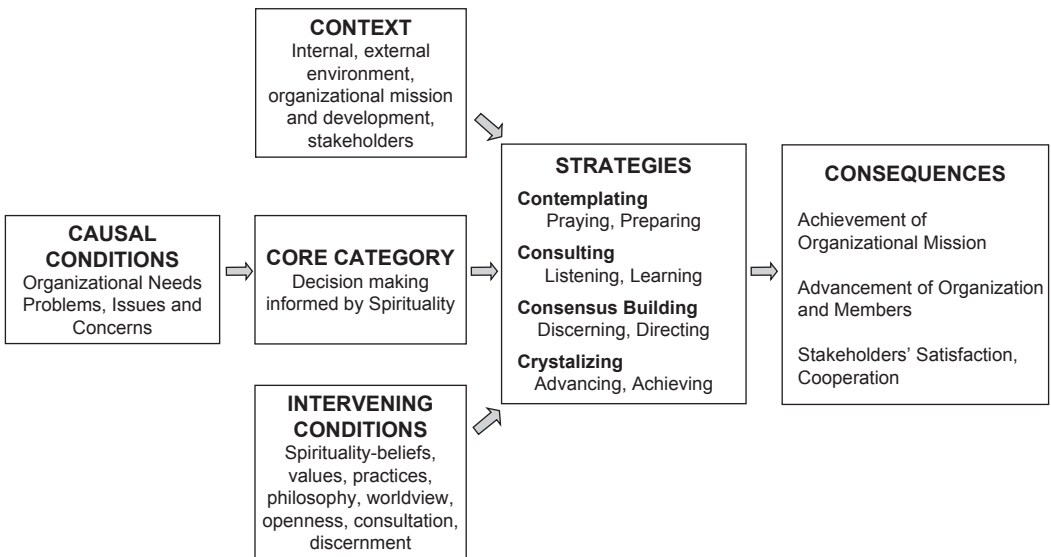 CONTEXT
Internal, external
environment,
organizational mission
and development,
stakeholders
CAUSAL
CONDITIONS
Organizational Needs
Problems, Issues and
Concerns
CORE CATEGORY
Decision making
informed by Spirituality
INTERVENING
CONDITIONS
Spirituality-beliefs,
values, practices,
philosophy, worldview,
openness, consultation,
discernment
STRATEGIES
Contemplating
Praying, Preparing
Consulting
Listening, Learning
Consensus Building
Discerning, Directing
Crystalizing
Advancing, Achieving
CONSEQUENCES
Achievement of
Organizational Mission
Advancement of Organization
and Members
Stakeholders' Satisfaction,
Cooperation